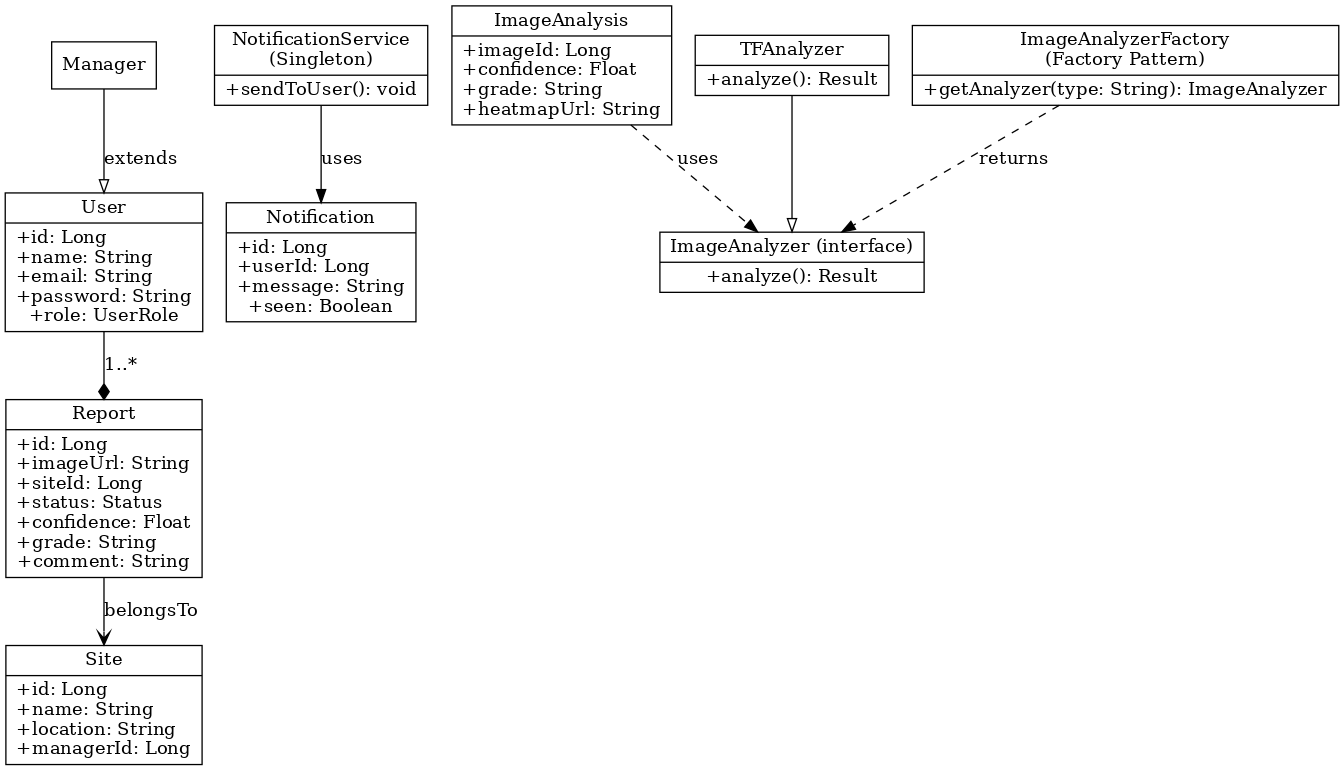 Manager
extends
User
+id: Long
+name: String
+email: String
+password: String
+role: UserRole
1..*
Report
+id: Long
+imageUrl: String
+siteId: Long
+status: Status
+confidence: Float
+grade: String
+comment: String
belongsTo
Site
+id: Long
+name: String
+location: String
+managerId: Long
NotificationService
(Singleton)
+sendToUser(): void
uses
Notification
+id: Long
+userId: Long
+message: String
+seen: Boolean
ImageAnalysis
+imageId: Long
+confidence: Float
+grade: String
+heatmapUrl: String
uses
TFAnalyzer
+analyze(): Result
ImageAnalyzerFactory
(Factory Pattern)
+getAnalyzer(type: String): ImageAnalyzer
returns
ImageAnalyzer (interface)
+analyze(): Result